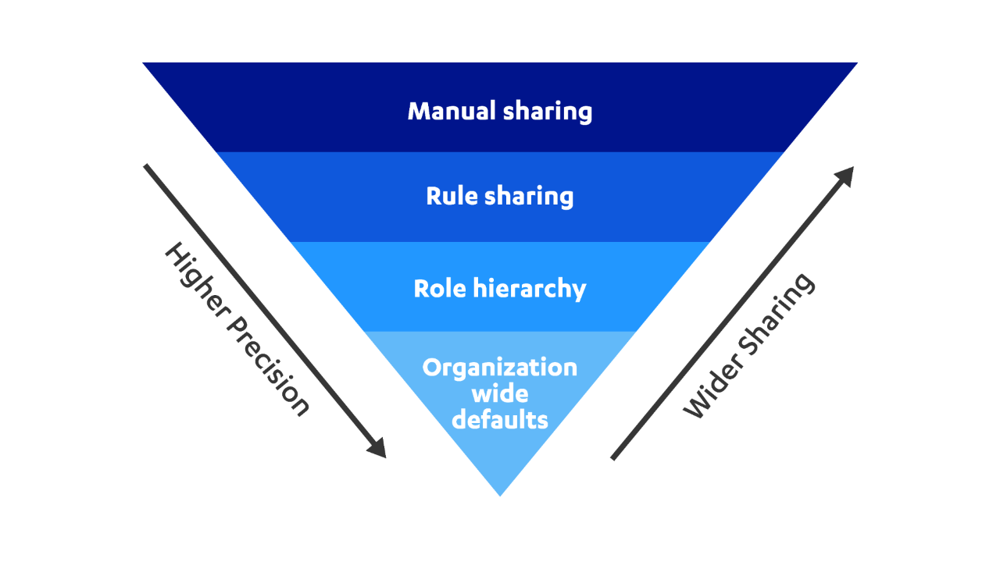 Manual sharing
Rule sharing
Role hierarchy
Organization
wide
defaults
Higher Precision
Wider Sharing